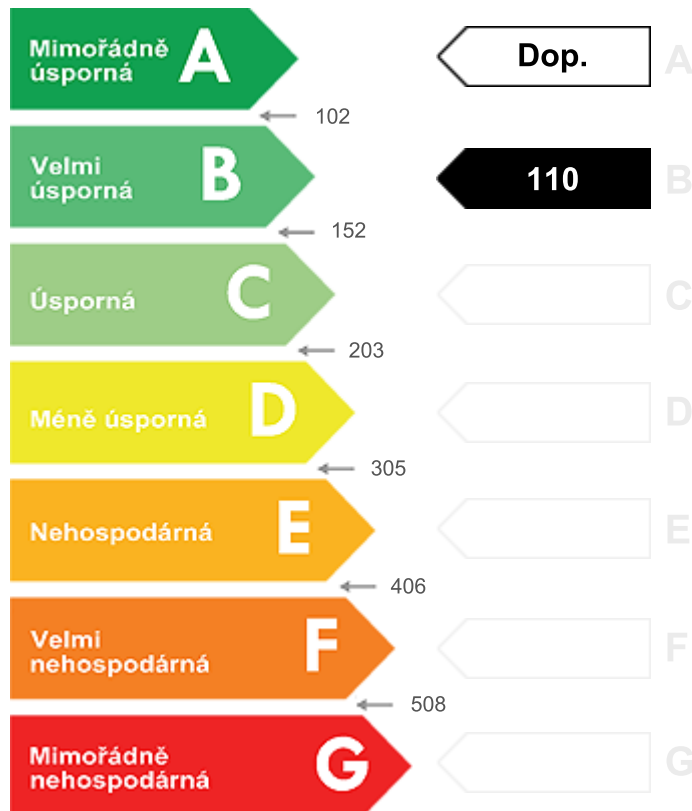 Mimořádně
úsporná
A
Dop.
A
102
Velmi
úsporná
B
110
B
152
Úsporná
C
C
203
Méně úsporná
D
D
305
Nehospodárná
E
E
406
Velmi
nehospodárná
F
F
508
Mimořádně
nehospodárná
G
G